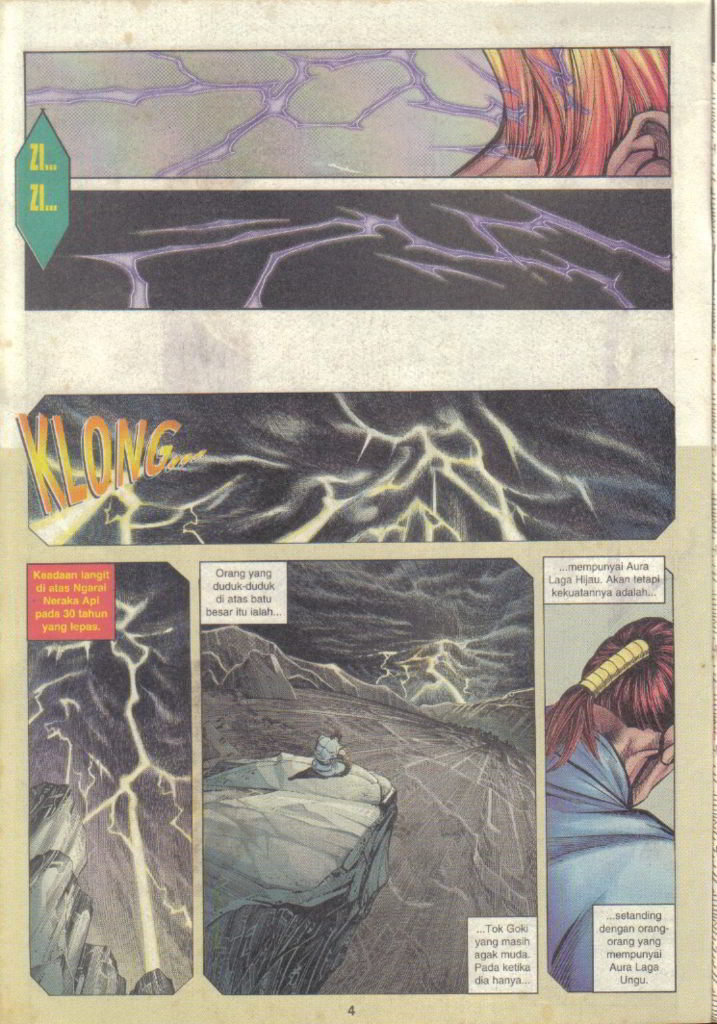 ZI...
ZI...
KLONG...
Keadaan langit
di atas Ngarai
Neraka Api
pada 30 tahun
yang lepas.
Orang yang
duduk-duduk
di atas batu
besar itu ialah...
...Tok Goki
yang masih
agak muda.
Pada ketika
dia hanya...
...mempunyai Aura
Laga Hijau. Akan tetapi
kekuatannya adalah...
...setanding
dengan orang-
orang yang
mempunyai
Aura Laga
Ungu.
4